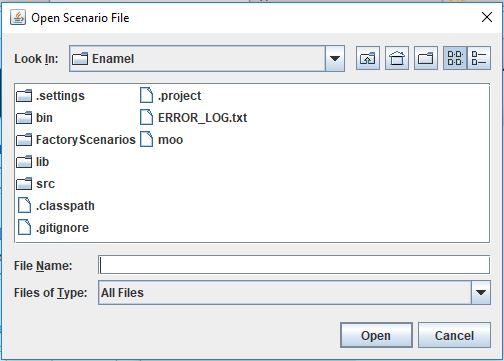 Open Scenario File
Look In: Enamel
.settings
bin
FactoryScenarios
lib
src
.classpath
.gitignore
.project
ERROR_LOG.txt
moo
File Name:
Files of Type: All Files
Open Cancel